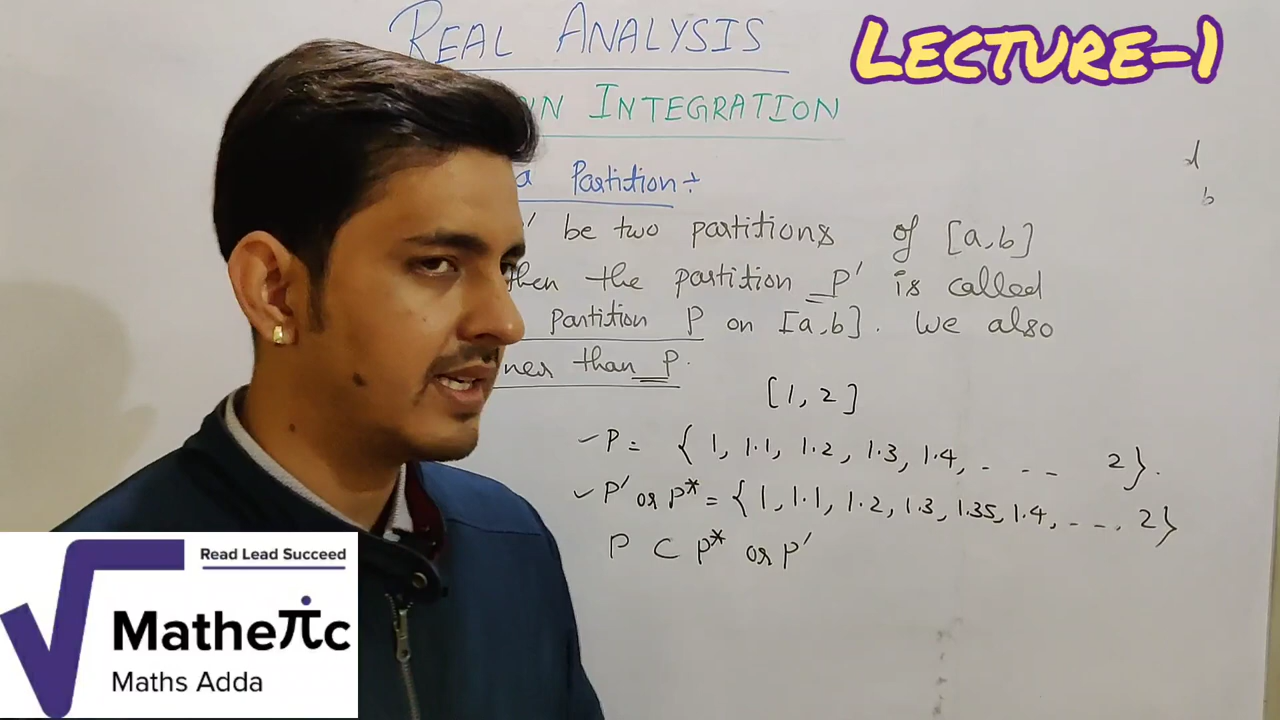 REAL ANALYSIS
LECTURE-1
INTEGRATION
Partition:
d
b
be two partitions of [a,b]
then the partition P' is called
partition P on [a,b]. We also
than P.
[1, 2]
✓ P = { 1, 1.1, 1.2, 1.3, 1.4, - - - 2}.
✓ P' or P* = { 1, 1.1, 1.2, 1.3, 1.35, 1.4, - - . 2}
P ⊂ P* or P'
Read Lead Succeed
Matheπc
Maths Adda